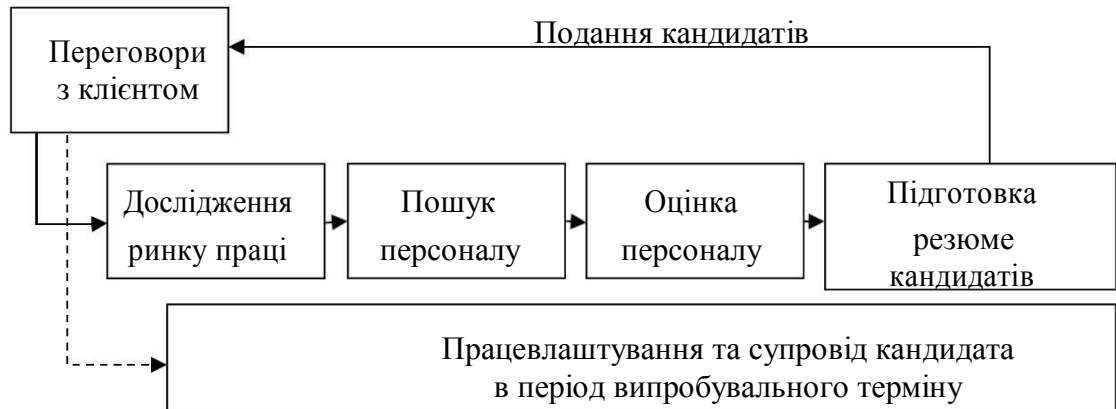 Переговори
з клієнтом
Подання кандидатів
Дослідження
ринку праці
Пошук
персоналу
Оцінка
персоналу
Підготовка
резюме
кандидатів
Працевлаштування та супровід кандидата
в період випробувального терміну